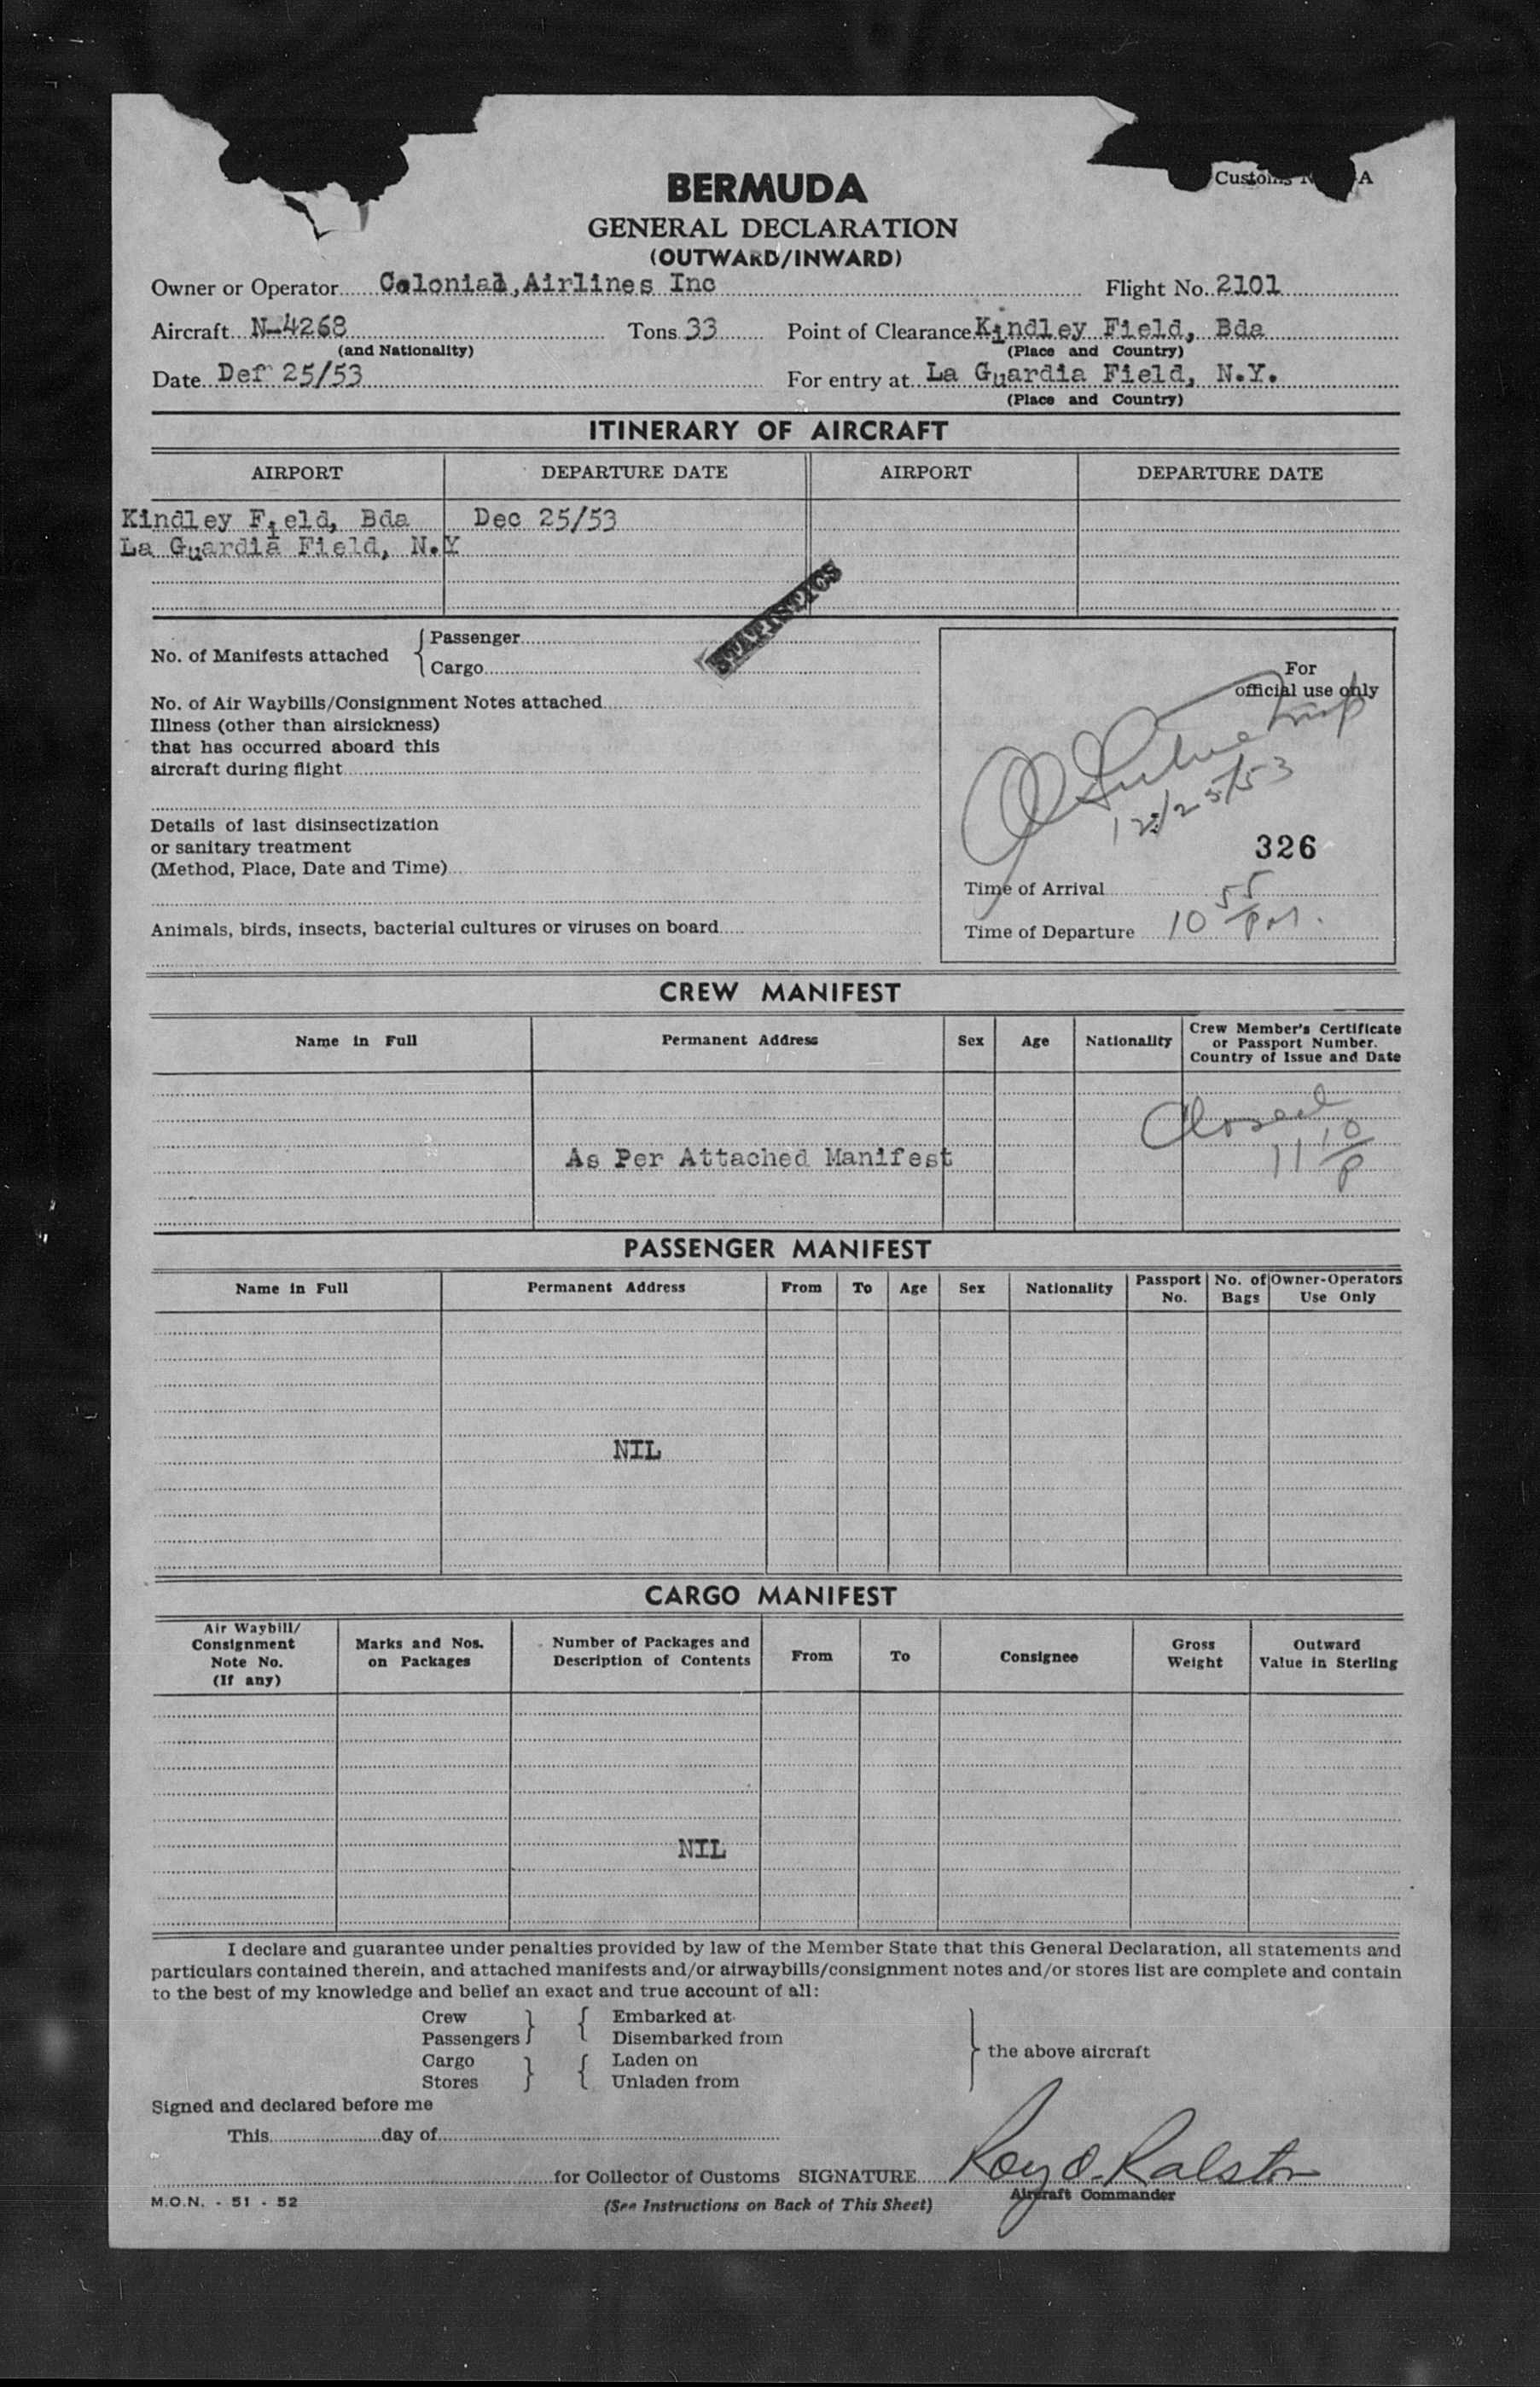 Customs N A
BERMUDA
GENERAL DECLARATION
(OUTWARD/INWARD)
Owner or Operator Colonial,Airlines Inc Flight No. 2101
Aircraft N-4268 Tons 33 Point of Clearance Kindley Field, Bda
(and Nationality) (Place and Country)
Date Def 25/53 For entry at La Guardia Field, N.Y.
(Place and Country)
ITINERARY OF AIRCRAFT
AIRPORT DEPARTURE DATE AIRPORT DEPARTURE DATE
Kindley Field, Bda Dec 25/53
La Guardia Field, N.Y
STATISTICS
No. of Manifests attached { Passenger
Cargo
For
official use only
No. of Air Waybills/Consignment Notes attached
Illness (other than airsickness)
that has occurred aboard this
aircraft during flight
12/25/53
Details of last disinsectization
or sanitary treatment
(Method, Place, Date and Time)
326
Time of Arrival
Animals, birds, insects, bacterial cultures or viruses on board
Time of Departure 10 55/PM.
CREW MANIFEST
Name in Full Permanent Address Sex Age Nationality Crew Member's Certificate
or Passport Number.
Country of Issue and Date
Closed
As Per Attached Manifest 11 10/P
PASSENGER MANIFEST
Name in Full Permanent Address From To Age Sex Nationality Passport No. No. of Bags Owner-Operators Use Only
NIL
CARGO MANIFEST
Air Waybill/
Consignment
Note No.
(If any)
Marks and Nos.
on Packages
Number of Packages and
Description of Contents
From To Consignee
Gross
Weight
Outward
Value in Sterling
NIL
I declare and guarantee under penalties provided by law of the Member State that this General Declaration, all statements and
particulars contained therein, and attached manifests and/or airwaybills/consignment notes and/or stores list are complete and contain
to the best of my knowledge and belief an exact and true account of all:
Crew } { Embarked at
Passengers Disembarked from
} the above aircraft
Cargo } { Laden on
Stores Unladen from
Signed and declared before me
This day of
for Collector of Customs SIGNATURE Roy O. Ralston
Aircraft Commander
M.O.N. - 51 - 52 (See Instructions on Back of This Sheet)